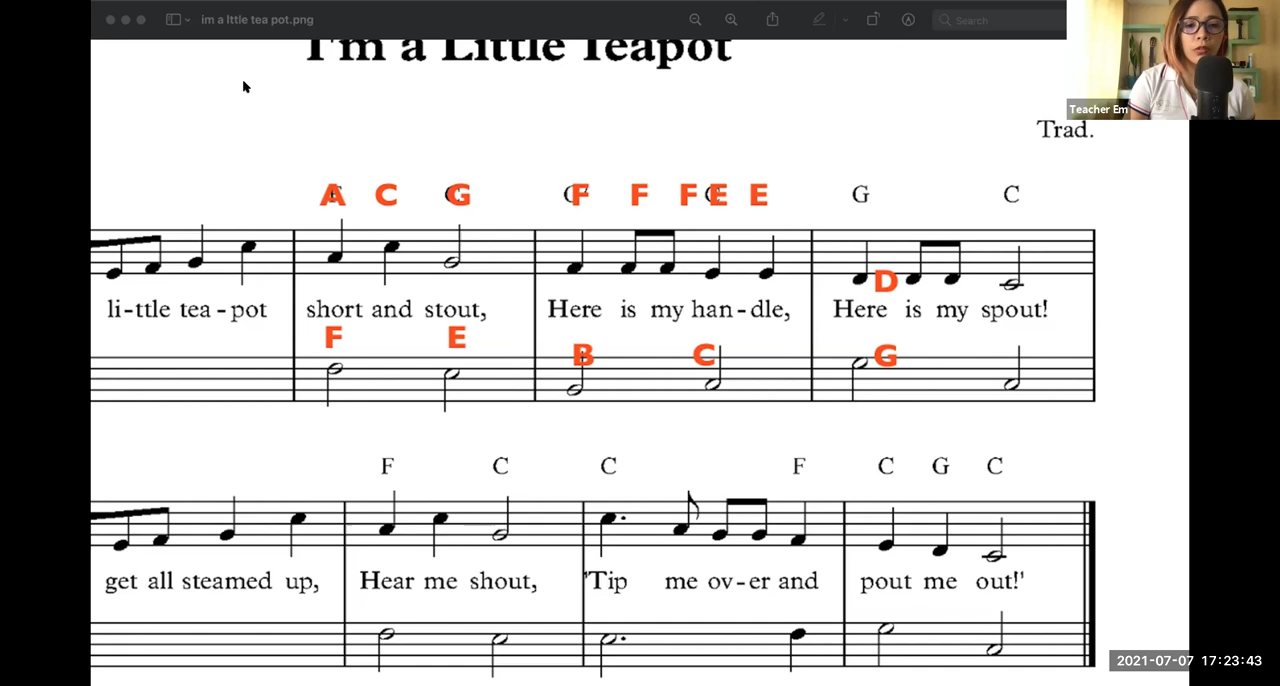 im a lttle tea pot.png
Search
I'm a Little Teapot
Teacher Em
Trad.
A C G F F F E E G C
li-ttle tea-pot short and stout, Here is my han-dle, Here is my spout!
D
F E B C G
F C C F C G C
get all steamed up, Hear me shout, 'Tip me ov-er and pout me out!'
2021-07-07 17:23:43